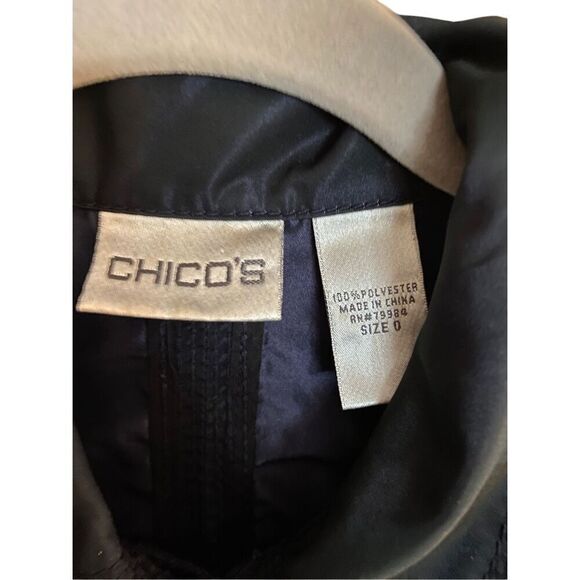 CHICO'S
100% POLYESTER
MADE IN CHINA
RN#79984
SIZE 0